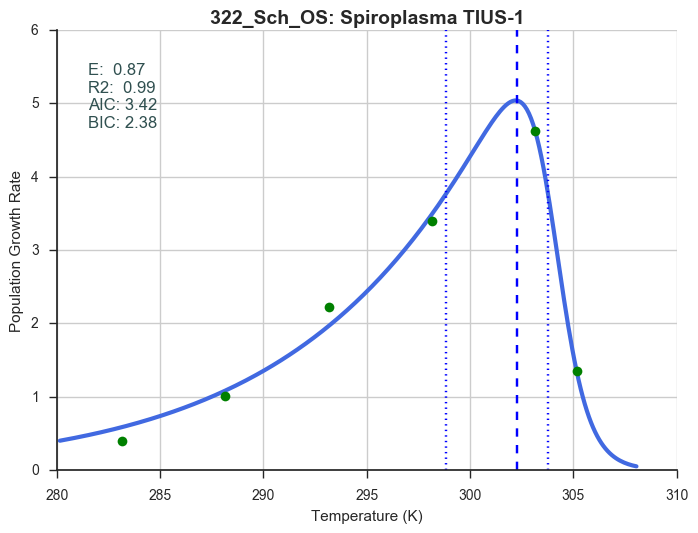 322_Sch_OS: Spiroplasma TIUS-1
E:  0.87
R2:  0.99
AIC: 3.42
BIC: 2.38
Population Growth Rate
6
5
4
3
2
1
0
280 285 290 295 300 305 310
Temperature (K)